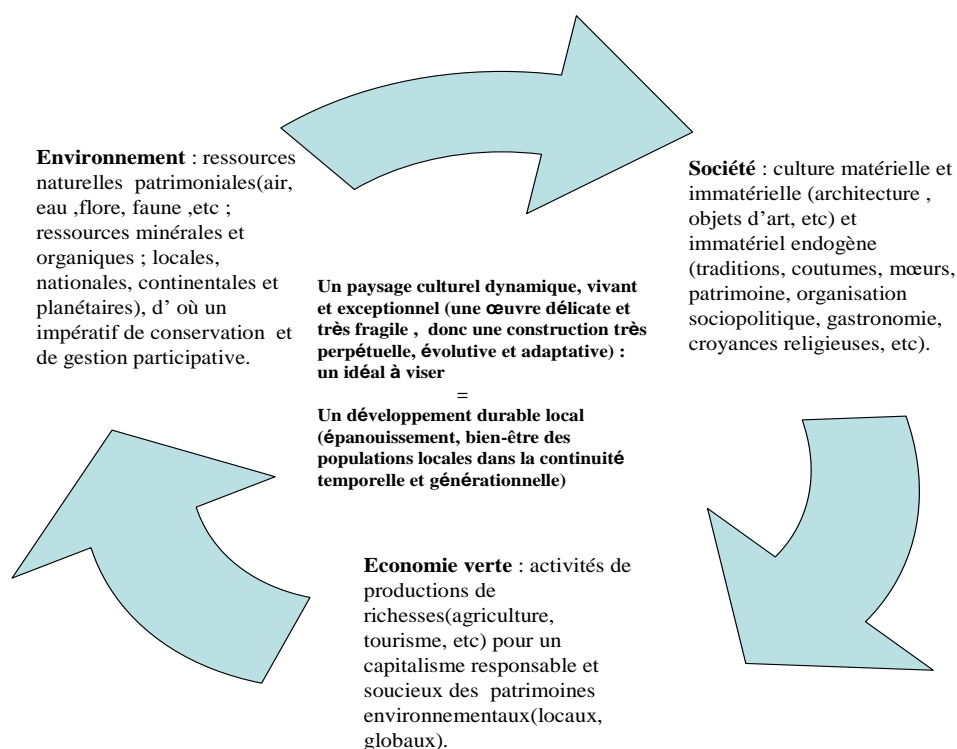 Environnement : ressources
naturelles patrimoniales(air,
eau ,flore, faune ,etc ;
ressources minérales et
organiques ; locales,
nationales, continentales et
planétaires), d’ où un
impératif de conservation et
de gestion participative.
Société : culture matérielle et
immatérielle (architecture ,
objets d’art, etc) et
immatériel endogène
(traditions, coutumes, mœurs,
patrimoine, organisation
sociopolitique, gastronomie,
croyances religieuses, etc).
Un paysage culturel dynamique, vivant
et exceptionnel (une œuvre délicate et
très fragile , donc une construction très
perpétuelle, évolutive et adaptative) :
un idéal à viser
=
Un développement durable local
(épanouissement, bien-être des
populations locales dans la continuité
temporelle et générationnelle)
Economie verte : activités de
productions de
richesses(agriculture,
tourisme, etc) pour un
capitalisme responsable et
soucieux des patrimoines
environnementaux(locaux,
globaux).